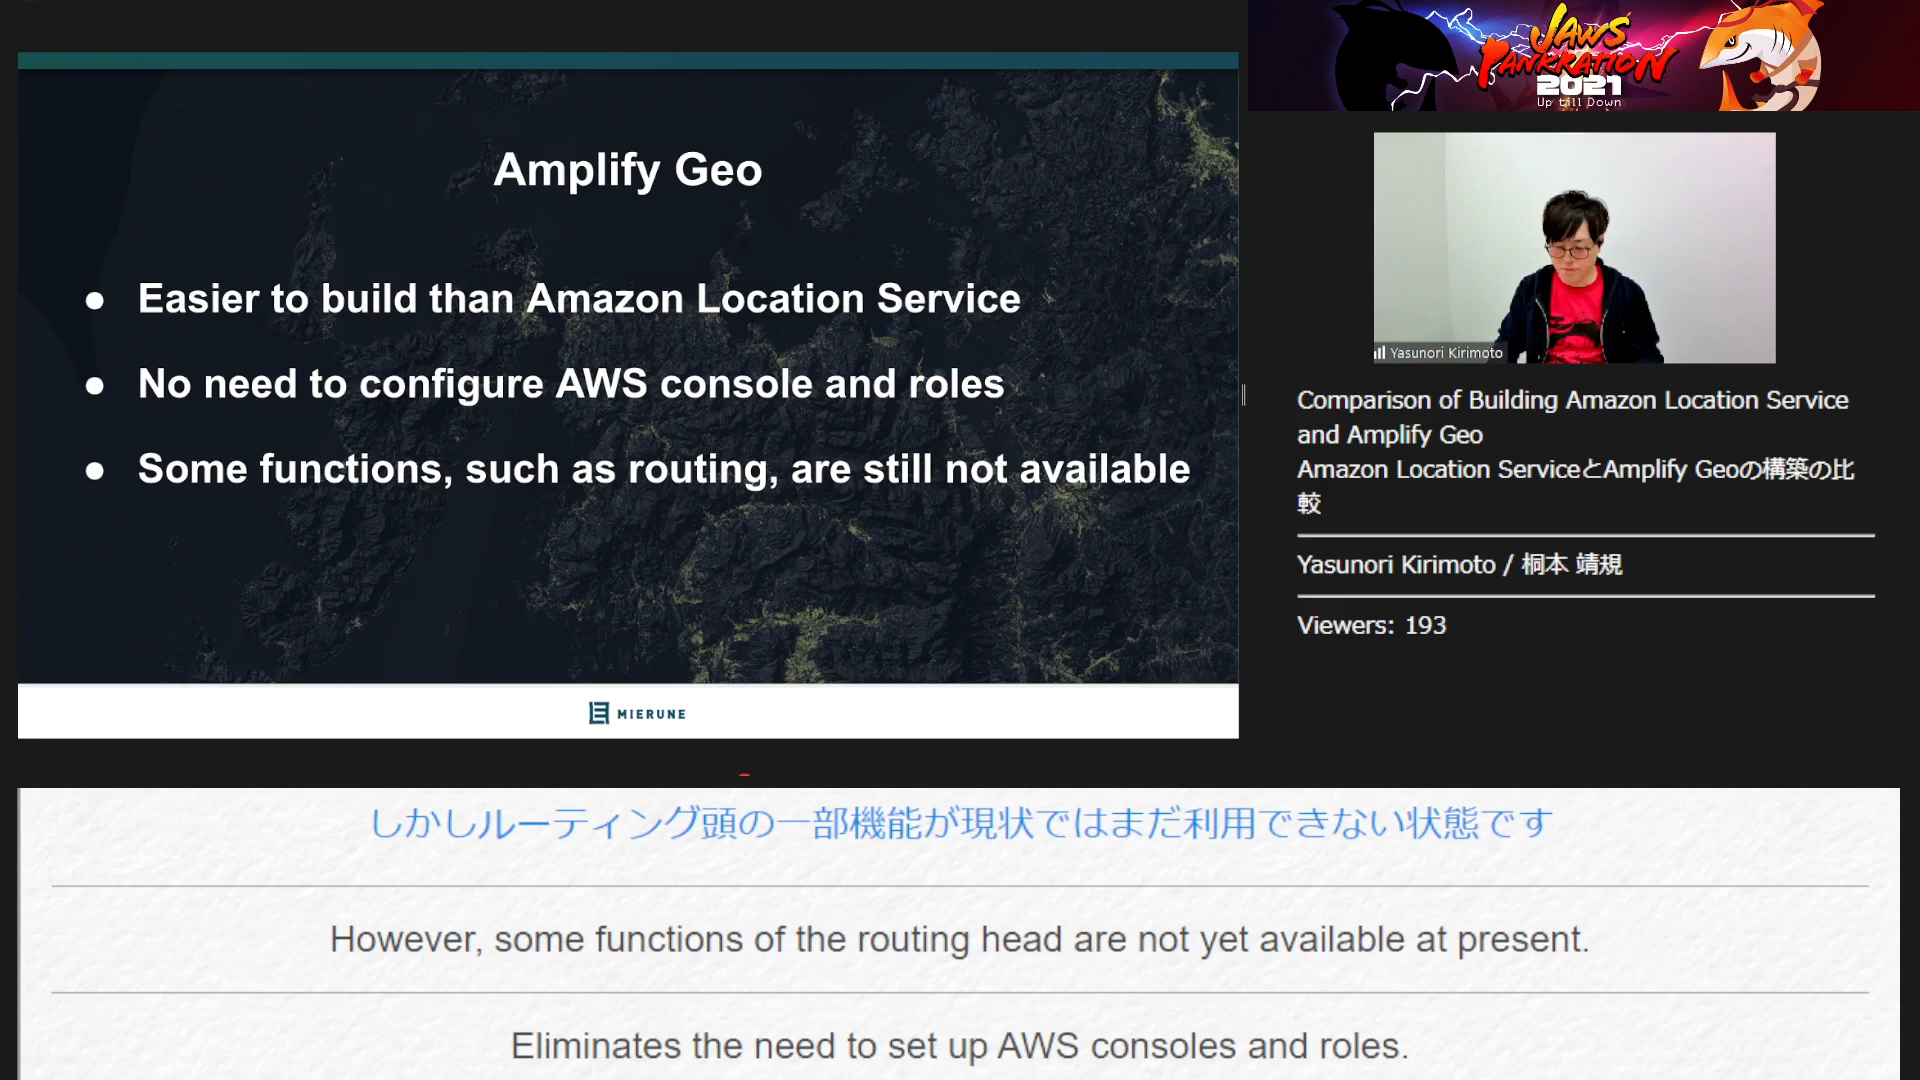 Amplify Geo
● Easier to build than Amazon Location Service
● No need to configure AWS console and roles
● Some functions, such as routing, are still not available
MIERUNE
JAWS
PANKRATION
2021
Up till Down
Yasunori Kirimoto
Comparison of Building Amazon Location Service
and Amplify Geo
Amazon Location ServiceとAmplify Geoの構築の比
較
Yasunori Kirimoto / 桐本 靖規
Viewers: 193
しかしルーティング頭の一部機能が現状ではまだ利用できない状態です
However, some functions of the routing head are not yet available at present.
Eliminates the need to set up AWS consoles and roles.